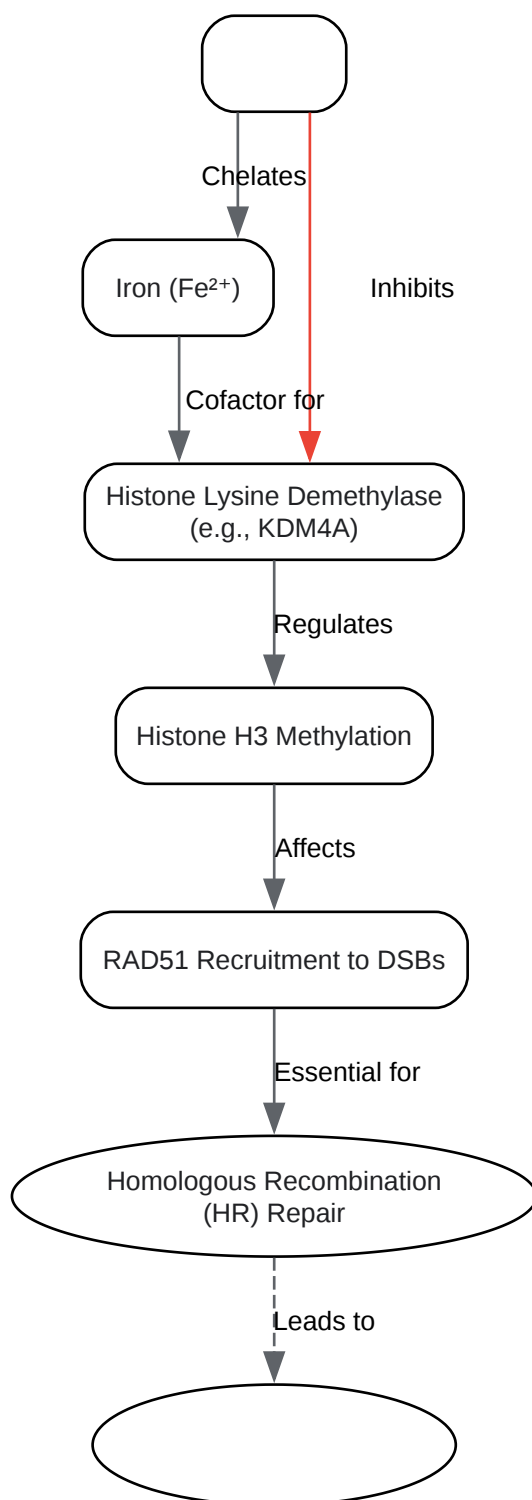 Chelates
Iron (Fe²⁺)
Inhibits
Cofactor for
Histone Lysine Demethylase
(e.g., KDM4A)
Regulates
Histone H3 Methylation
Affects
RAD51 Recruitment to DSBs
Essential for
Homologous Recombination
(HR) Repair
Leads to